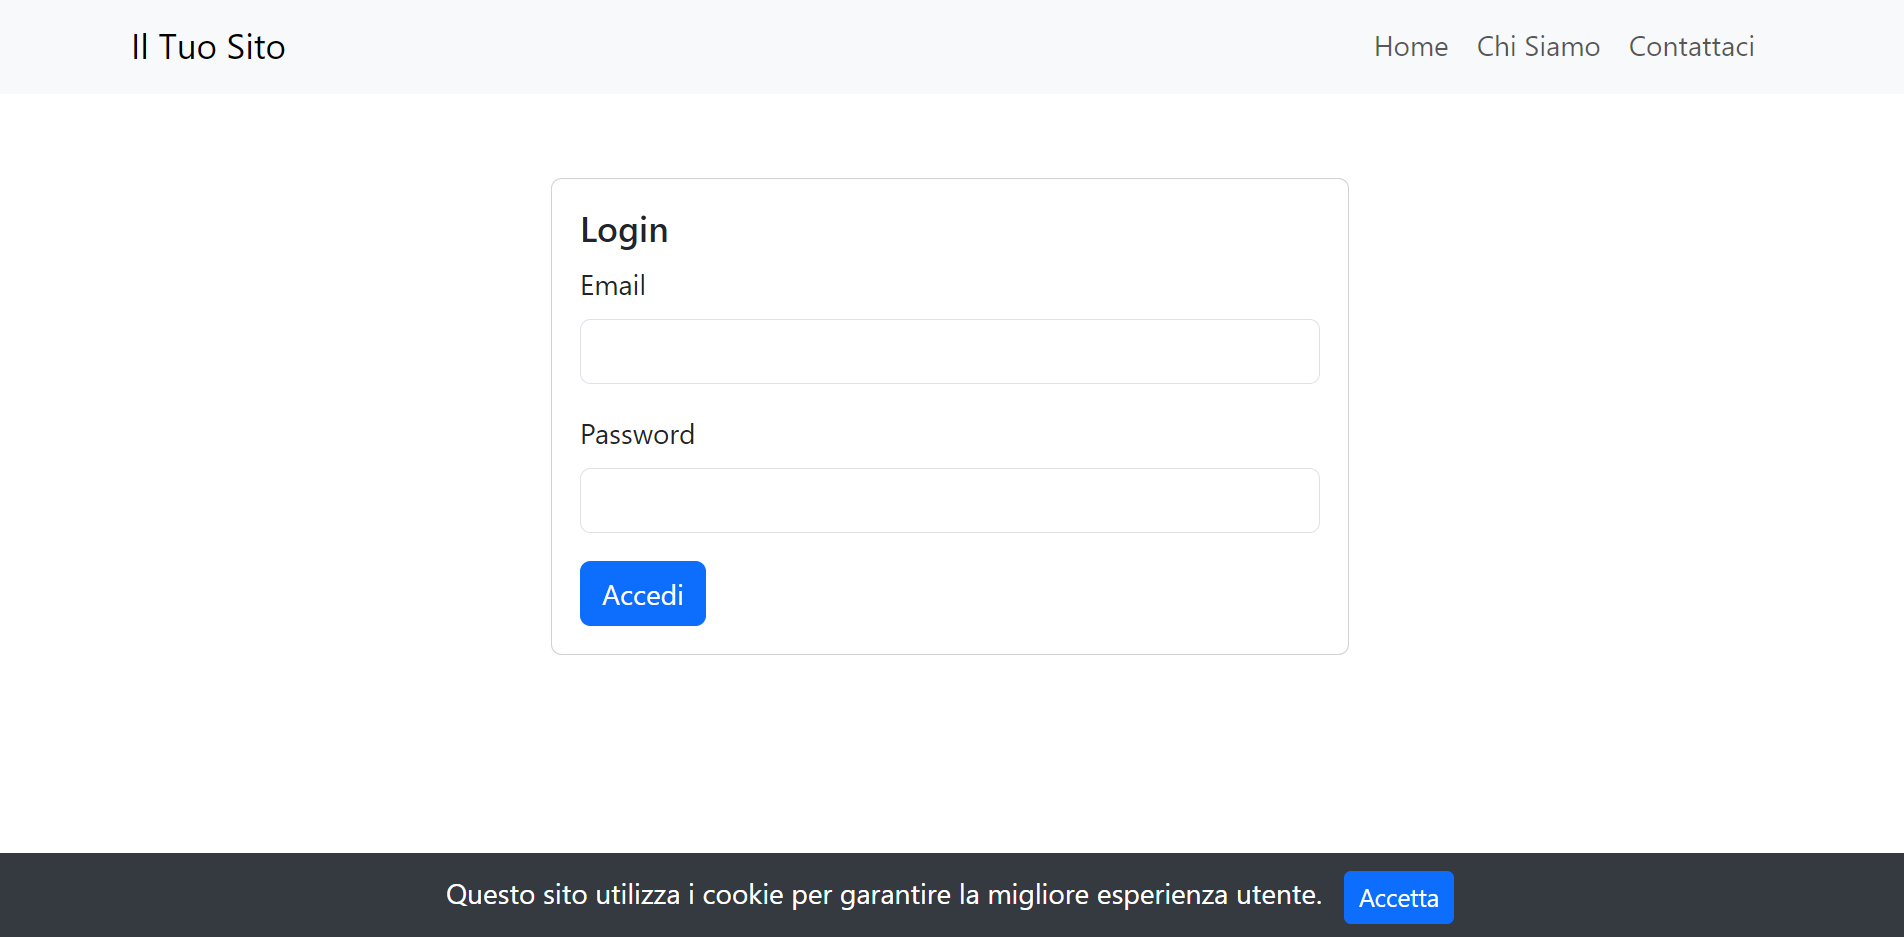 Il Tuo Sito Home Chi Siamo Contattaci
Login
Email
Password
Accedi
Questo sito utilizza i cookie per garantire la migliore esperienza utente. Accetta